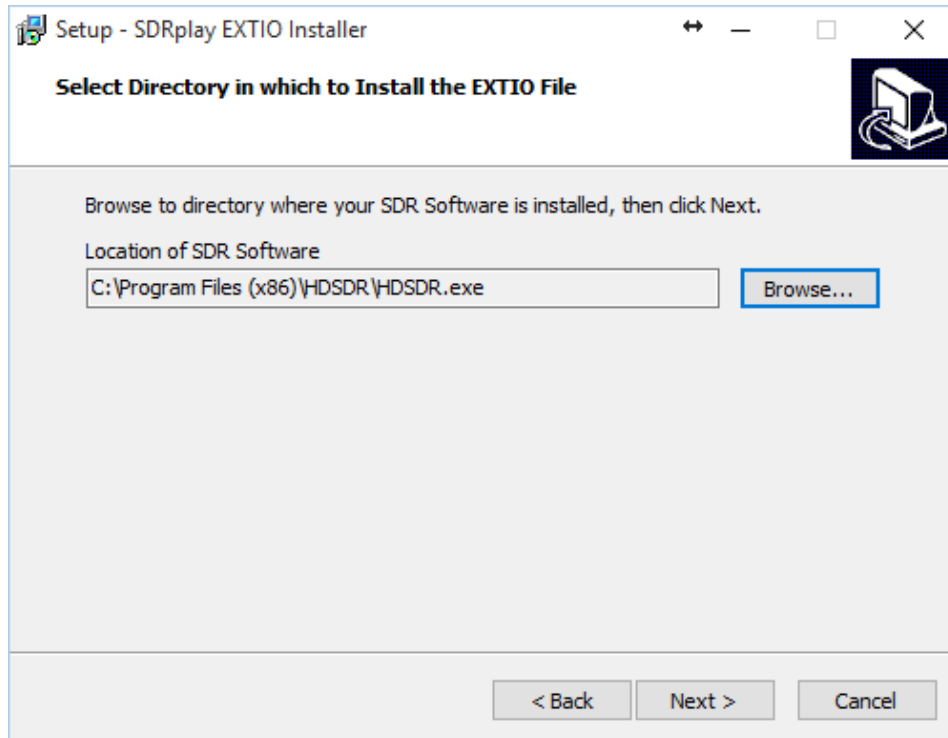 Setup - SDRplay EXTIO Installer
Select Directory in which to Install the EXTIO File
Browse to directory where your SDR Software is installed, then click Next.
Location of SDR Software
C:\Program Files (x86)\HDSDR\HDSDR.exe
Browse...
< Back
Next >
Cancel